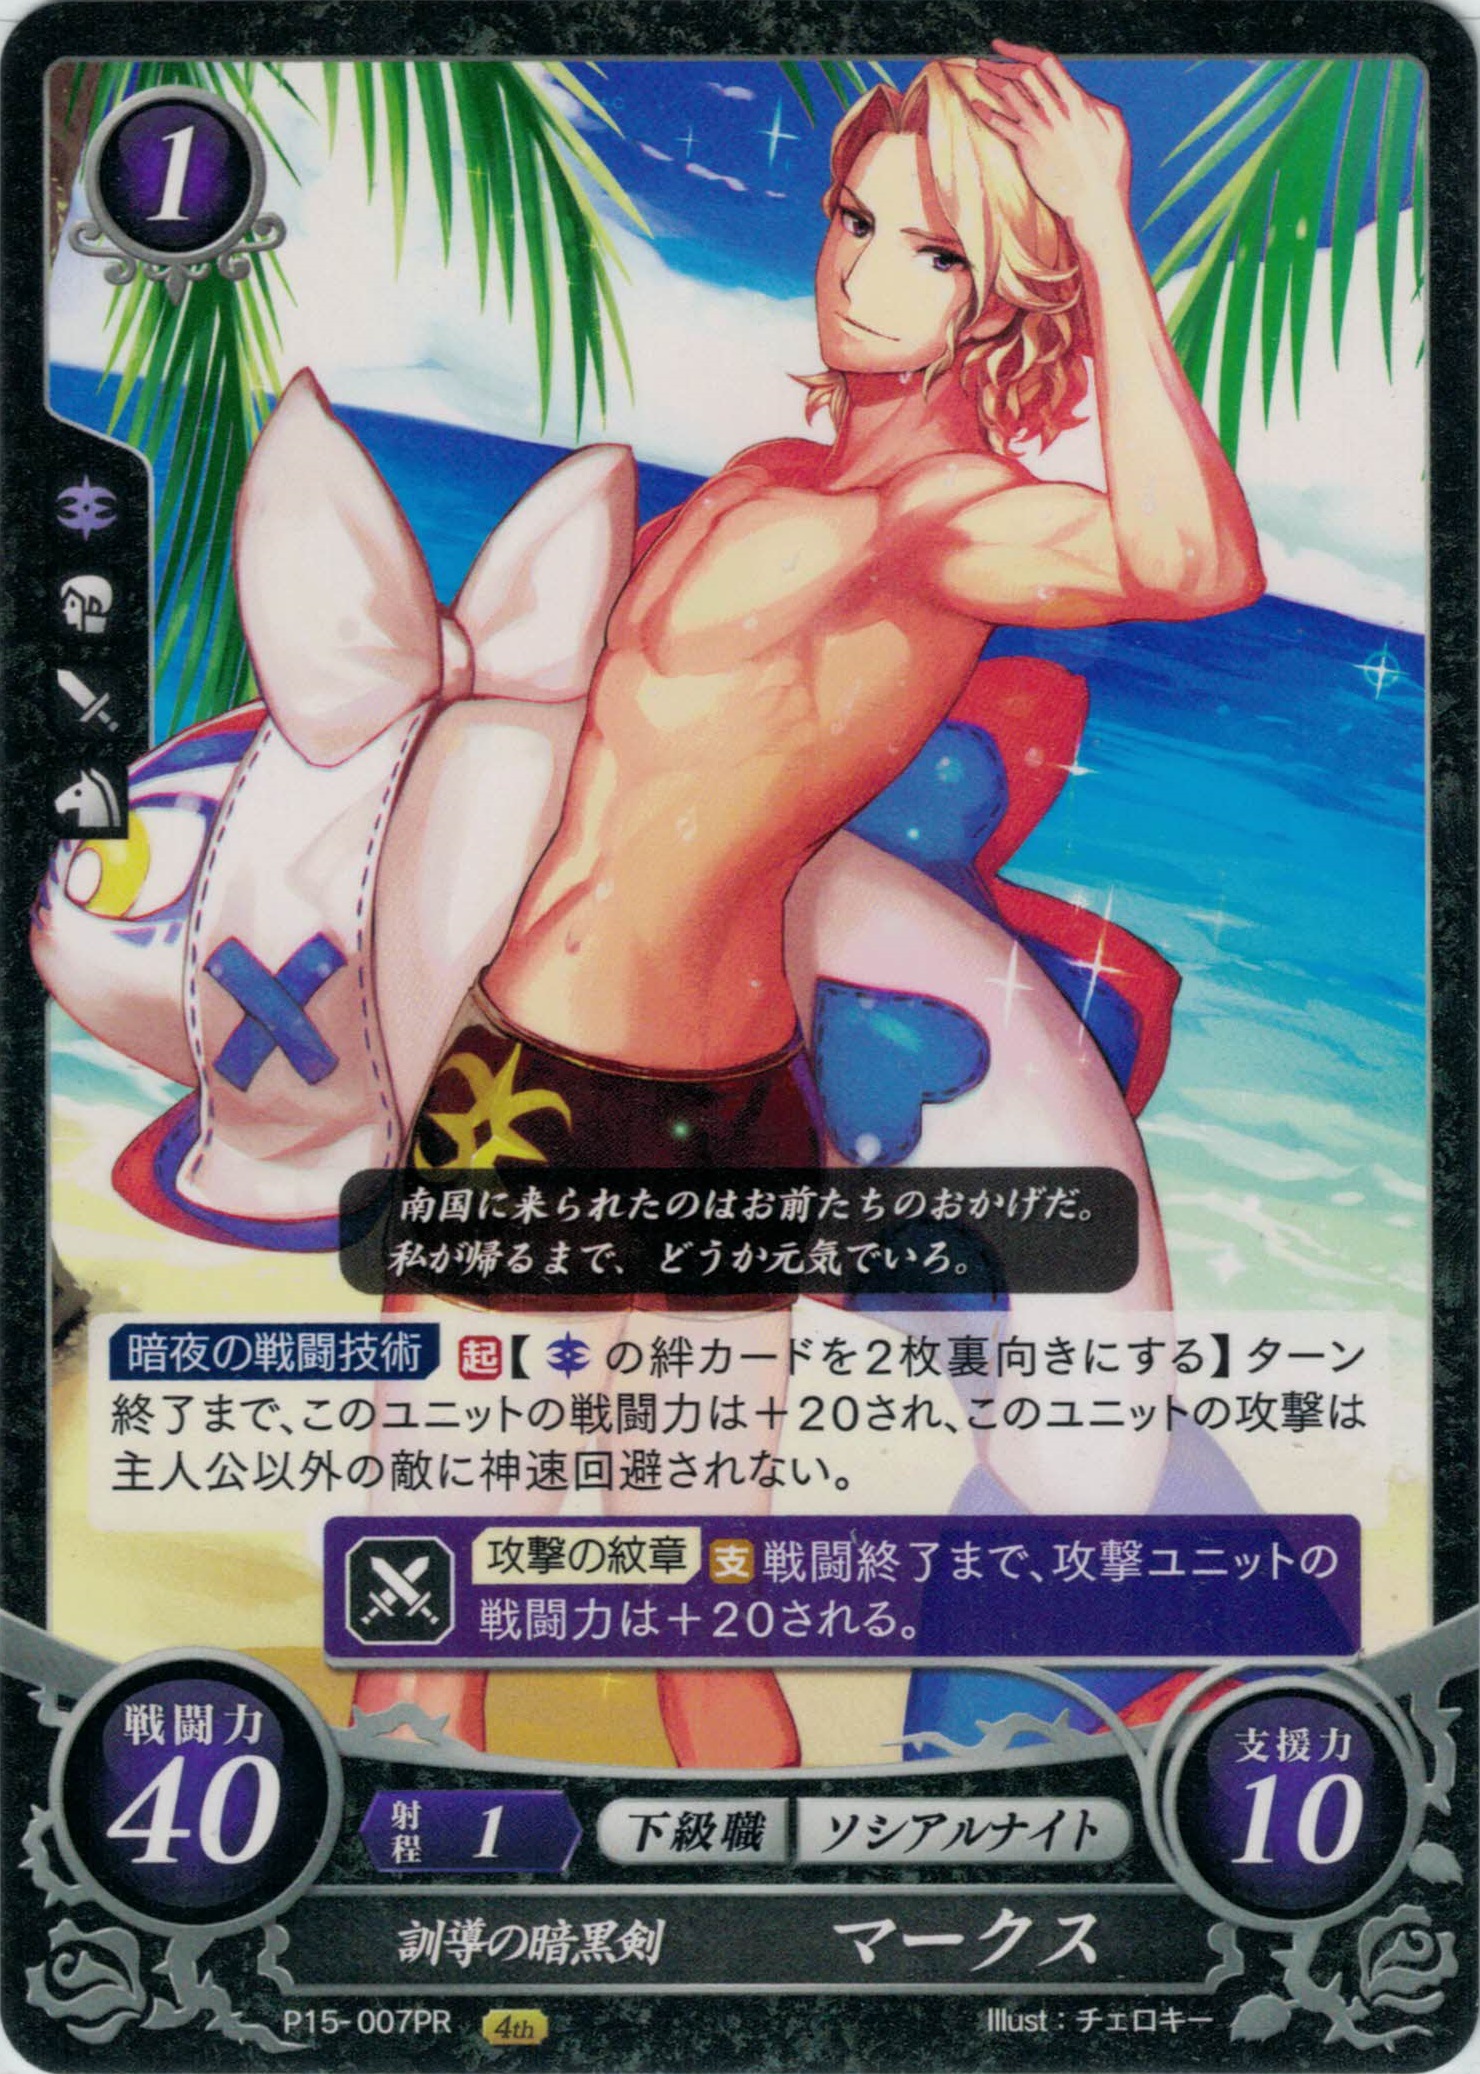 1
南国に来られたのはお前たちのおかげだ。
私が帰るまで、どうか元気でいろ。
暗夜の戦闘技術 起【 の絆カードを2枚裏向きにする】ターン
終了まで、このユニットの戦闘力は+20され、このユニットの攻撃は
主人公以外の敵に神速回避されない。
攻撃の紋章 支 戦闘終了まで、攻撃ユニットの
戦闘力は+20される。
戦闘力
40
射程 1
下級職 ソシアルナイト
支援力
10
訓導の暗黒剣 マークス
P15-007PR 4th Illust:チェロキー